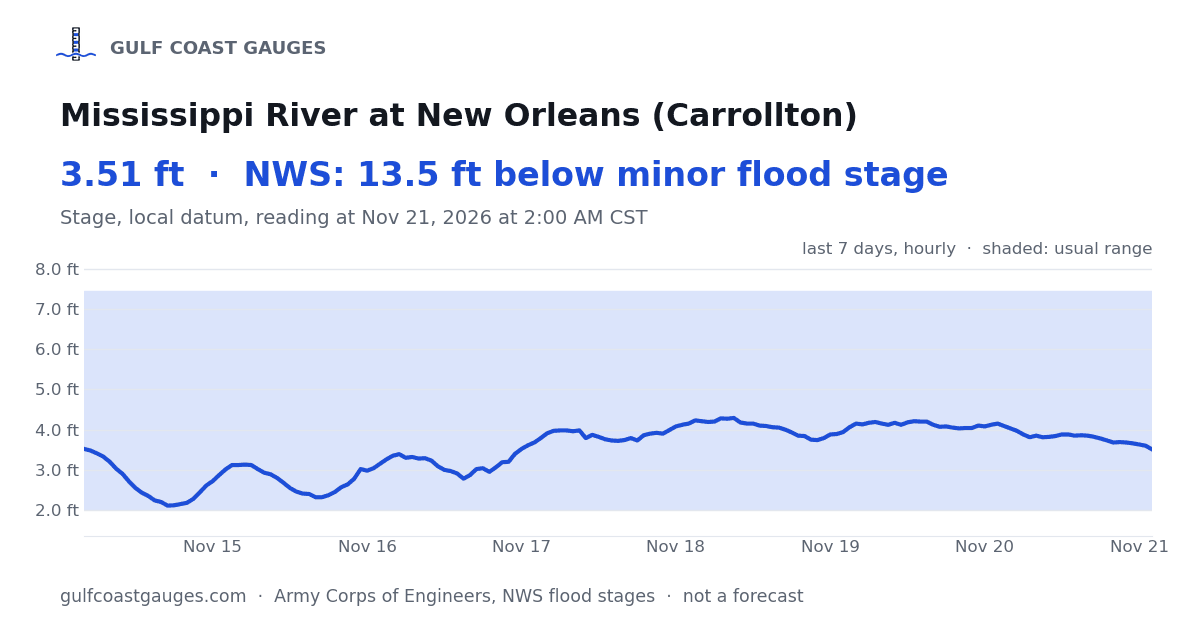 GULF COAST GAUGES
Mississippi River at New Orleans (Carrollton)
3.51 ft · NWS: 13.5 ft below minor flood stage
Stage, local datum, reading at Nov 21, 2026 at 2:00 AM CST
last 7 days, hourly · shaded: usual range
8.0 ft
7.0 ft
6.0 ft
5.0 ft
4.0 ft
3.0 ft
2.0 ft
Nov 15 Nov 16 Nov 17 Nov 18 Nov 19 Nov 20 Nov 21
gulfcoastgauges.com · Army Corps of Engineers, NWS flood stages · not a forecast